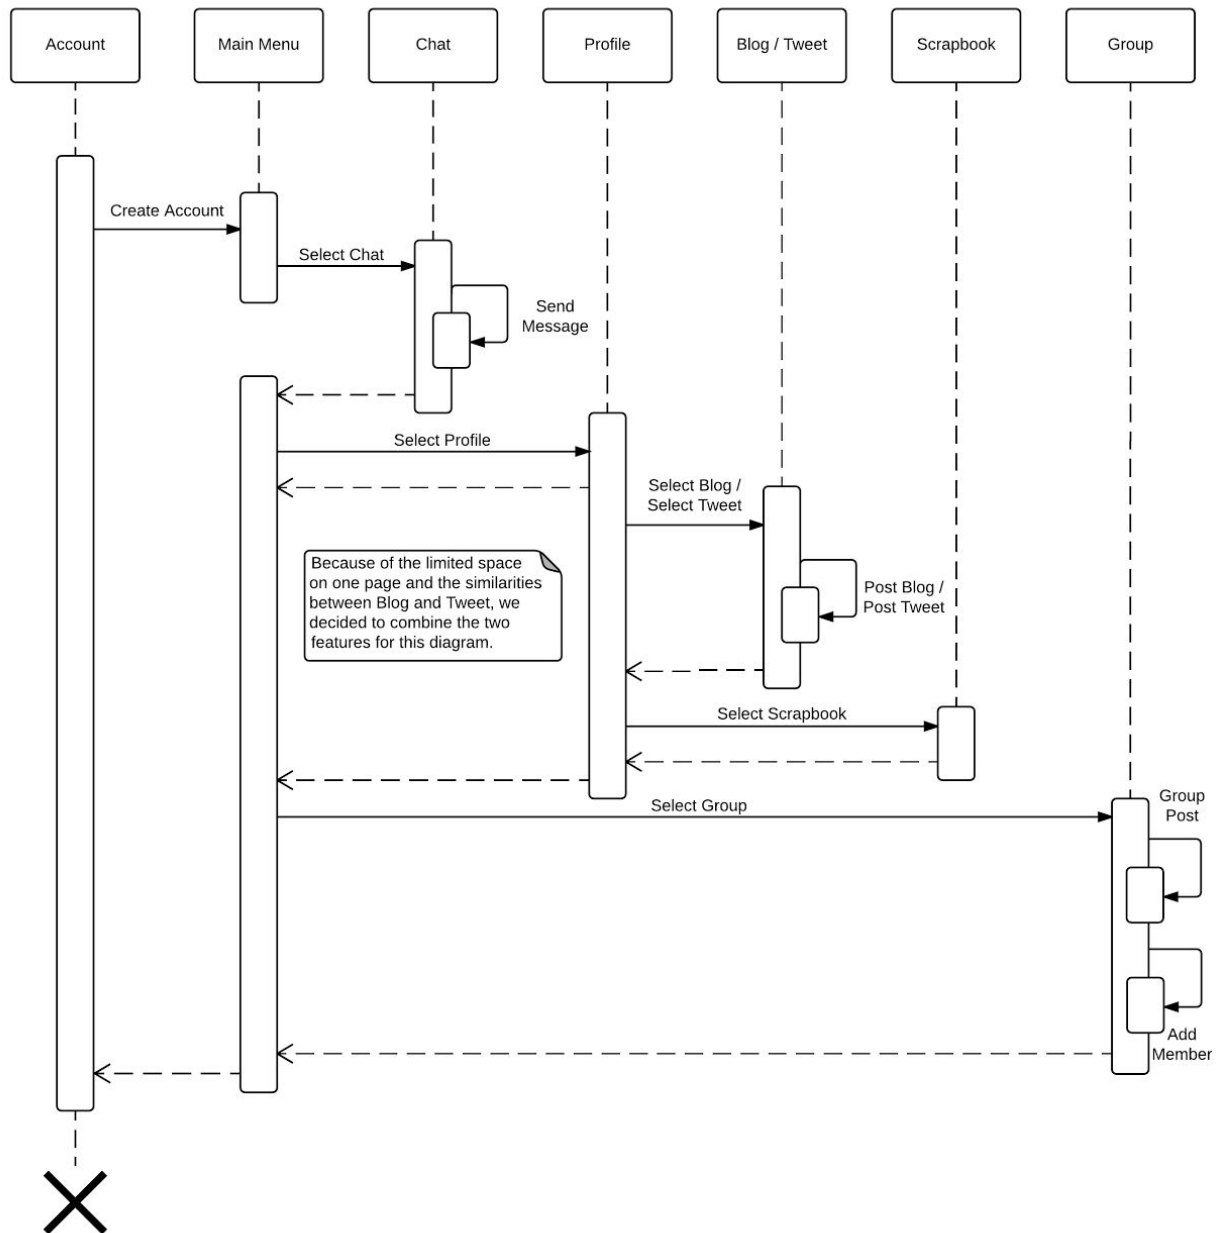 Account
Main Menu
Chat
Profile
Blog / Tweet
Scrapbook
Group
Create Account
Select Chat
Send
Message
Select Profile
Select Blog /
Select Tweet
Because of the limited space
on one page and the similarities
between Blog and Tweet, we
decided to combine the two
features for this diagram.
Post Blog /
Post Tweet
Select Scrapbook
Select Group
Group
Post
Add
Member